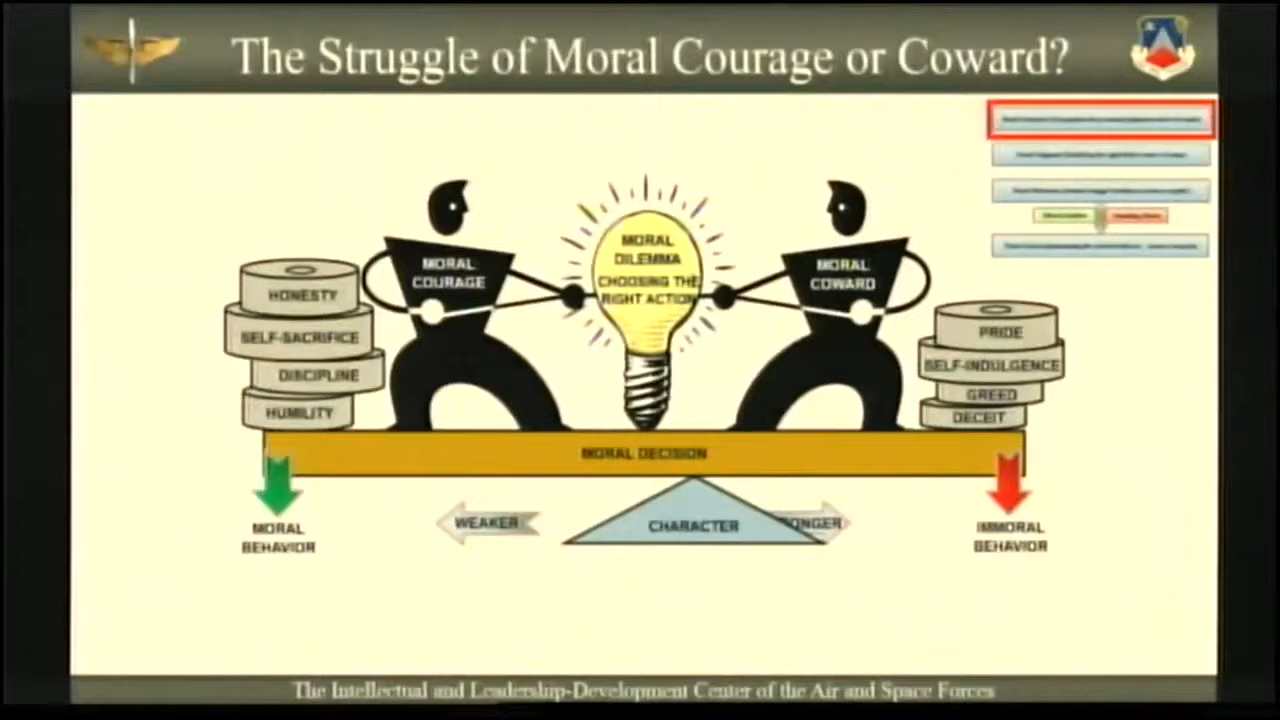 The Struggle of Moral Courage or Coward?
MORAL
DILEMMA
CHOOSING THE
RIGHT ACTION
MORAL
COURAGE
MORAL
COWARD
HONESTY
SELF-SACRIFICE
DISCIPLINE
HUMILITY
PRIDE
SELF-INDULGENCE
GREED
DECEIT
MORAL DECISION
WEAKER
CHARACTER
ONGER
MORAL
BEHAVIOR
IMMORAL
BEHAVIOR
The Intellectual and Leadership-Development Center of the Air and Space Forces